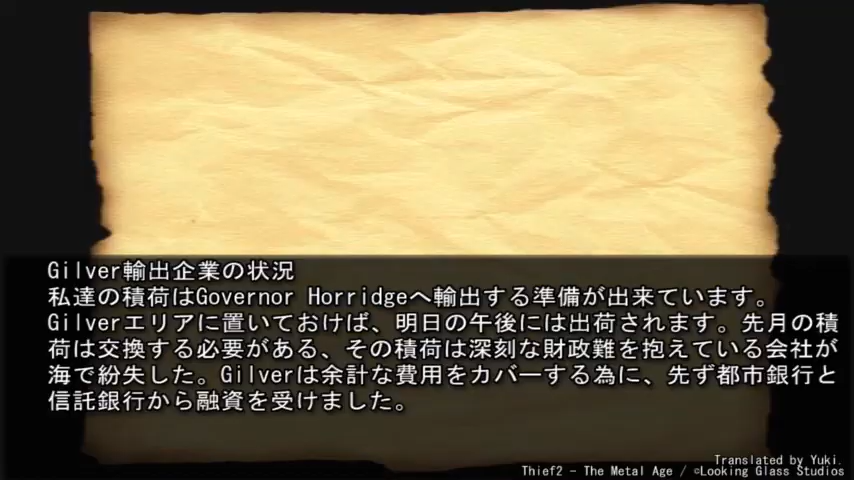 Gilver輸出企業の状況
私達の積荷はGovernor Horridgeへ輸出する準備が出来ています。
Gilverエリアに置いておけば、明日の午後には出荷されます。先月の積
荷は交換する必要がある、その積荷は深刻な財政難を抱えている会社が
海で紛失した。Gilverは余計な費用をカバーする為に、先ず都市銀行と
信託銀行から融資を受けました。
Translated by Yuki.
Thief2 - The Metal Age / ©Looking Glass Studios